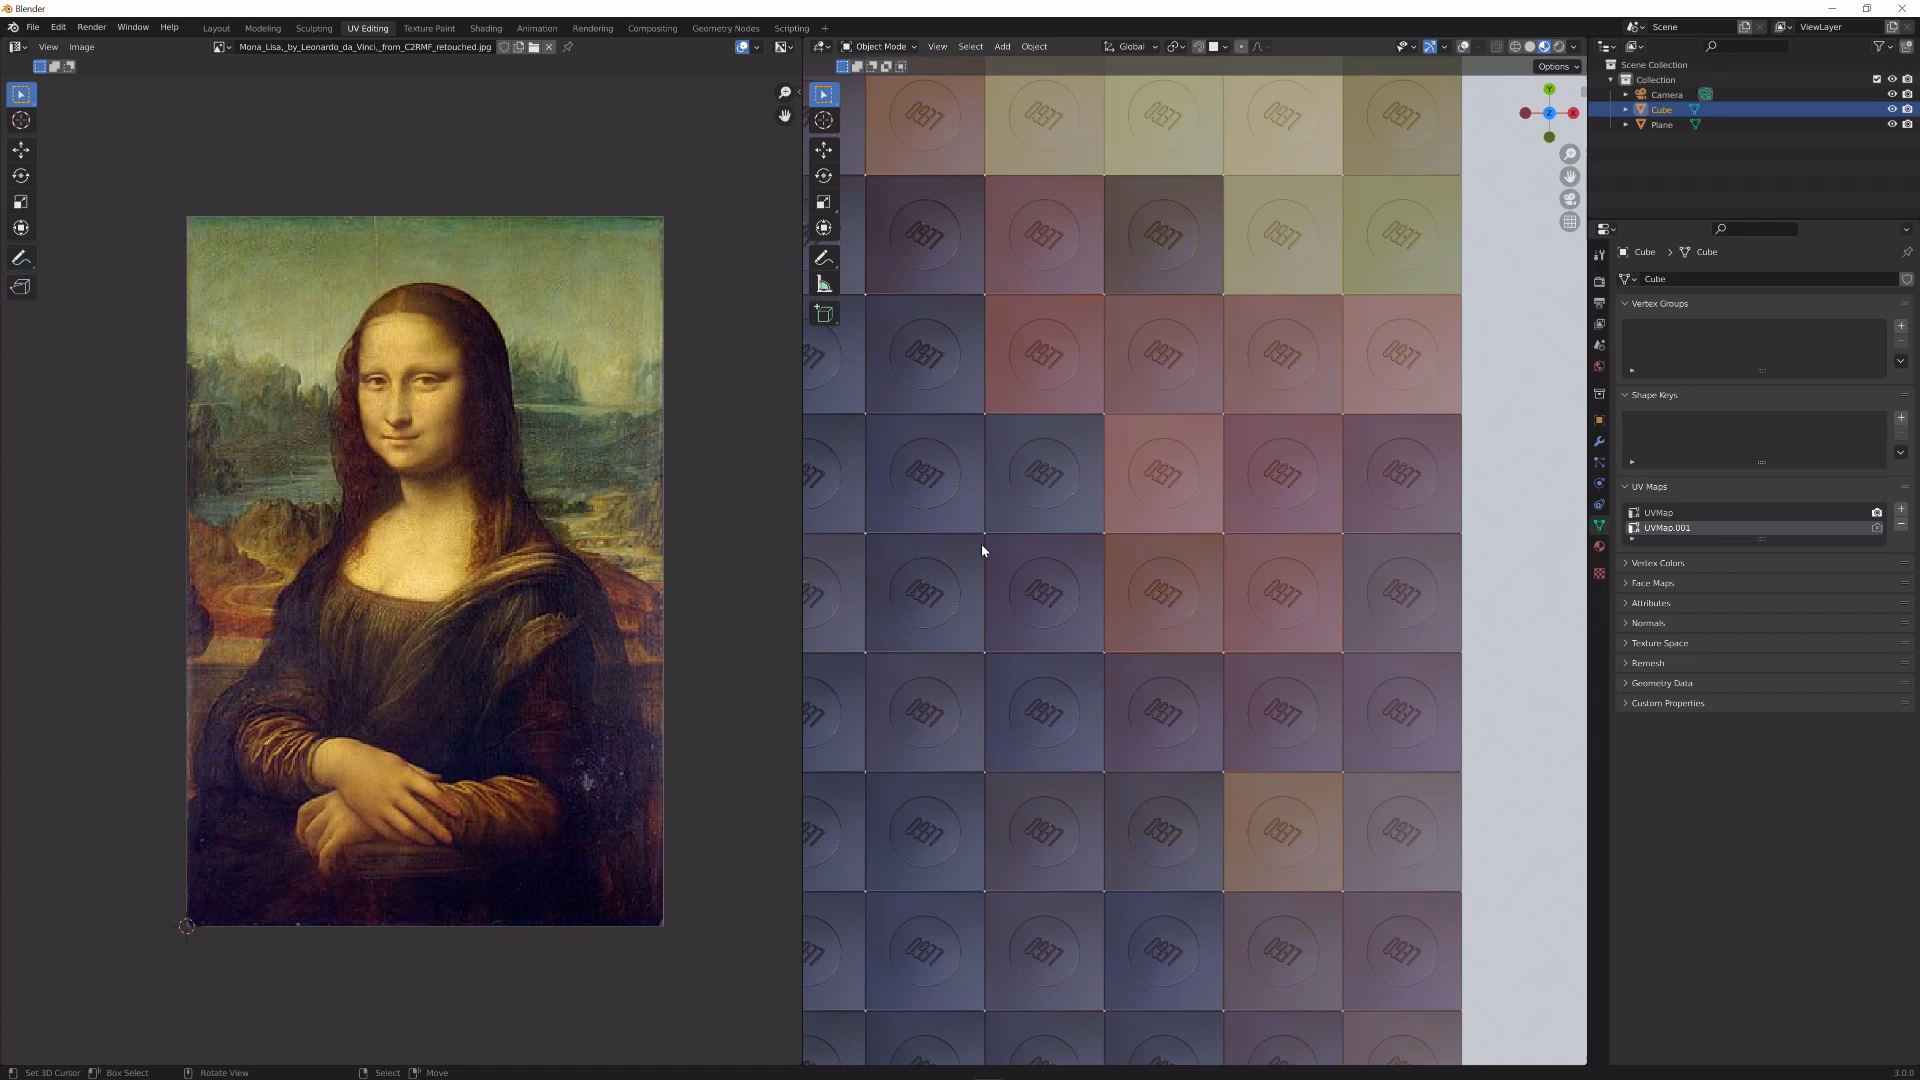 Blender
File Edit Render Window Help Layout Modeling Sculpting UV Editing Texture Paint Shading Animation Rendering Compositing Geometry Nodes Scripting + Scene ViewLayer
View Image Mona_Lisa,_by_Leonardo_da_Vinci,_from_C2RMF_retouched.jpg Object Mode View Select Add Object Global
Options
Scene Collection
Collection
Camera
Cube
Plane
Y
Z
X
Cube Cube
Cube
Vertex Groups
Shape Keys
UV Maps
UVMap
UVMap.001
Vertex Colors
Face Maps
Attributes
Normals
Texture Space
Remesh
Geometry Data
Custom Properties
Set 3D Cursor Box Select Rotate View Select Move 3.0.0